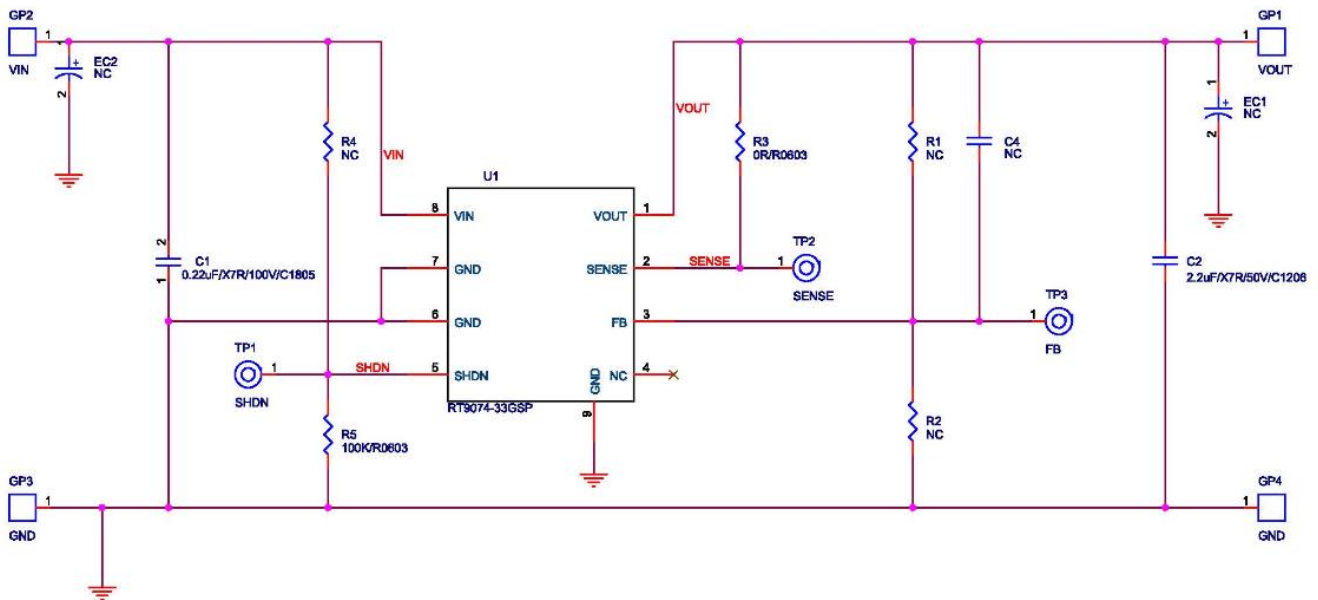 GP2
1
VIN
1
EC2
NC
2
GP1
1
VOUT
1
EC1
NC
2
VOUT
R4
NC
VIN
R3
0R/R0603
R1
NC
C4
NC
U1
8
VIN
VOUT
1
7
GND
SENSE
2
SENSE
TP2
1
SENSE
2
C1
0.22uF/X7R/100V/C1805
1
C2
2.2uF/X7R/50V/C1206
6
GND
FB
3
TP3
1
FB
TP1
1
SHDN
SHDN
5
SHDN
GND
NC
4
RT9074-33GSP
9
R5
100K/R0603
R2
NC
GP3
1
GND
GP4
1
GND